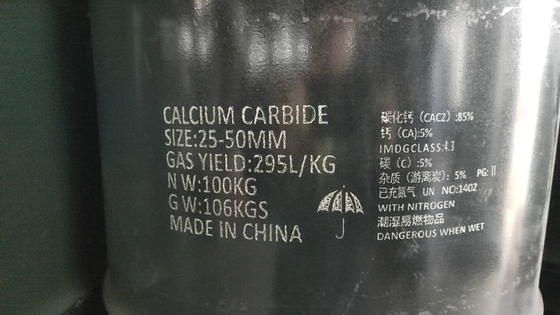 CALCIUM CARBIDE
SIZE:25-50MM
GAS YIELD:295L/KG
N W:100KG
G W:106KGS
MADE IN CHINA
碳化钙（CAC2）:85%
钙（CA):5%
IMDGCLASS:4.3
碳（C）:5%
杂质（游离炭）：5% PG:II
已充氮气 UN NO:1402
WITH NITROGEN
潮湿易燃物品
DANGEROUS WHEN WET